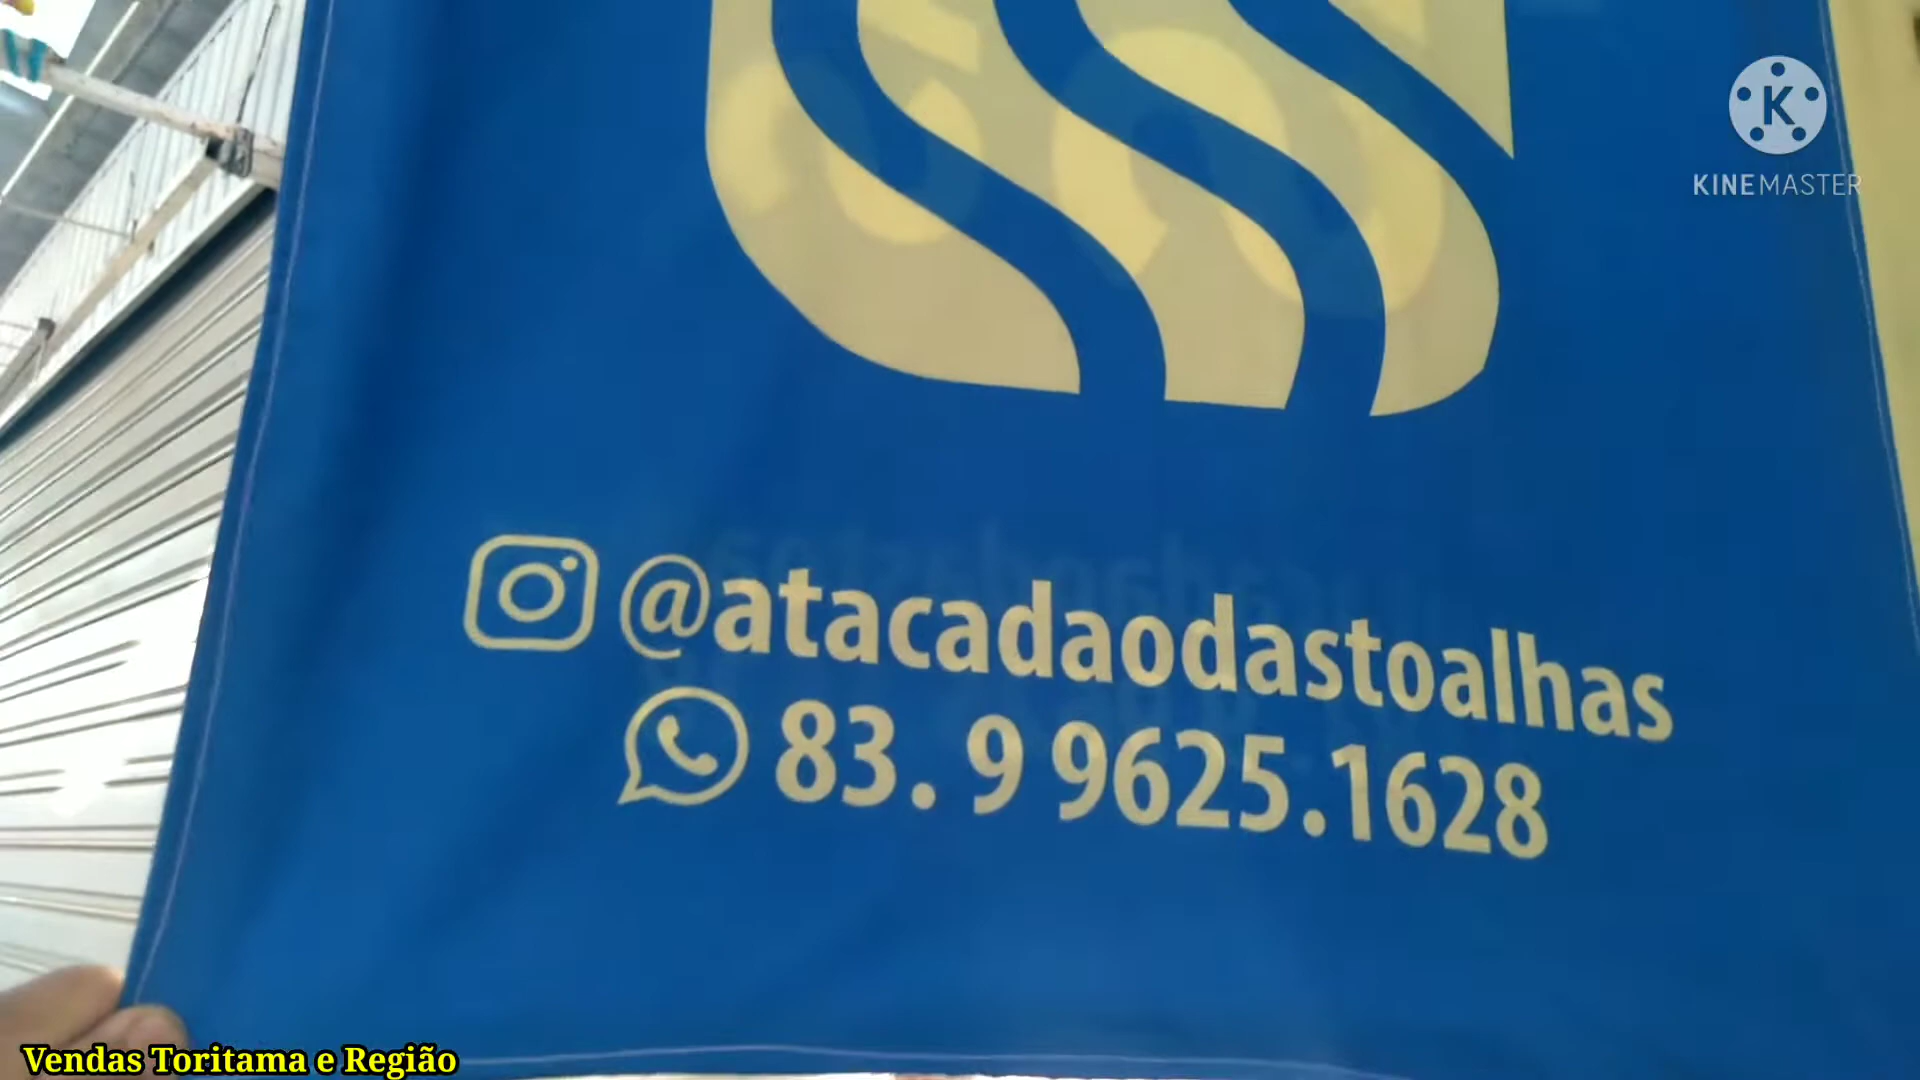 K
KINEMASTER
@atacadaodastoalhas
83. 9 9625.1628
Vendas Toritama e Região